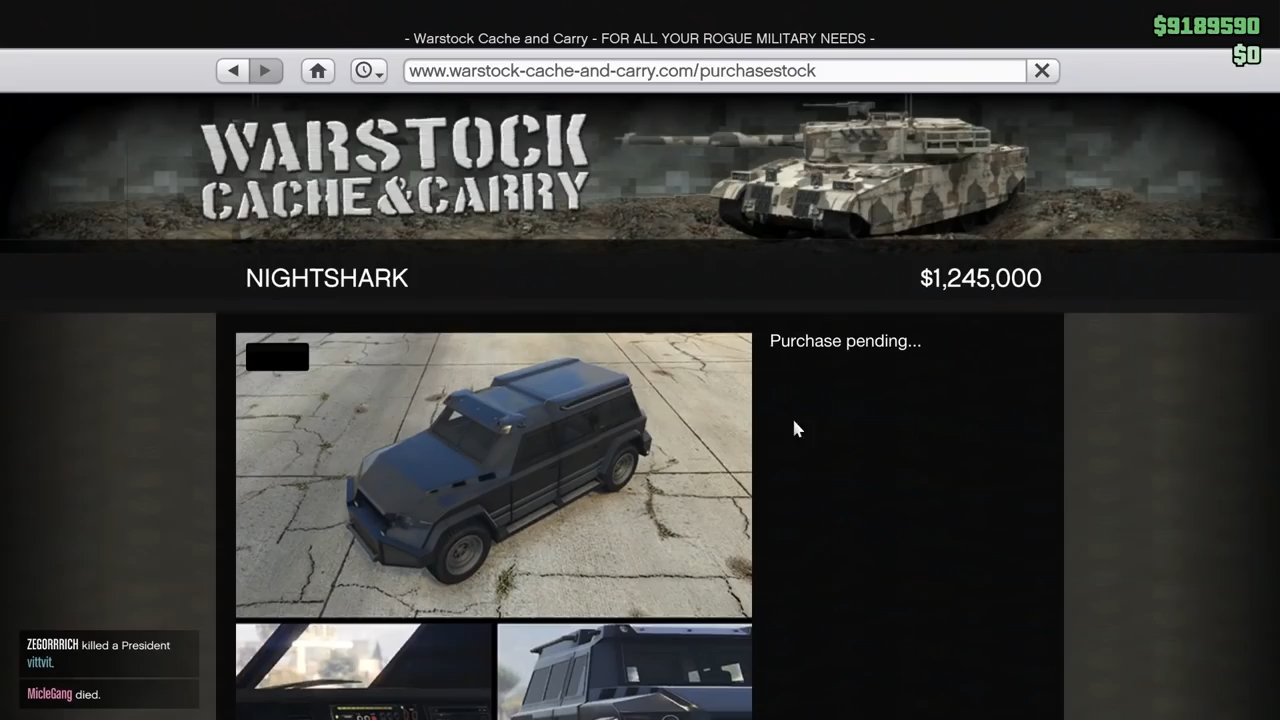 - Warstock Cache and Carry - FOR ALL YOUR ROGUE MILITARY NEEDS -
$9189590
$0
www.warstock-cache-and-carry.com/purchasestock
WARSTOCK
CACHE&CARRY
NIGHTSHARK
$1,245,000
Purchase pending...
ZEGORRRICH killed a President
vittvit.
MicleGang died.